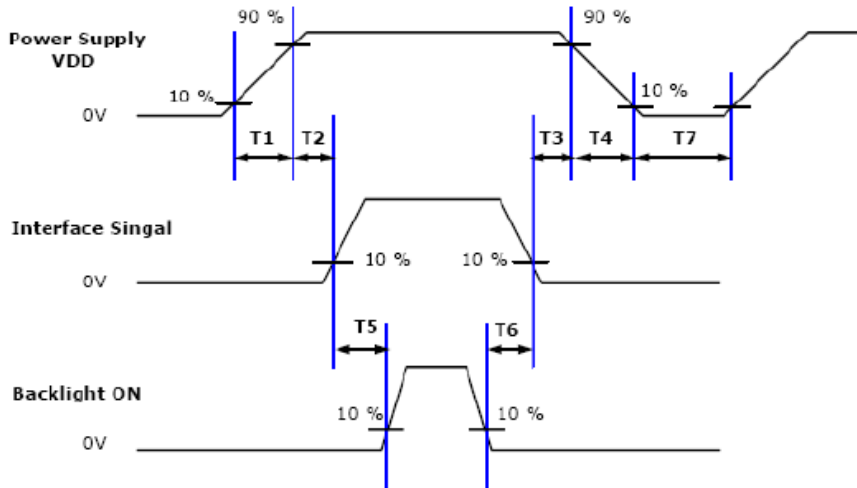 90 %
90 %
Power Supply
VDD
10 %
10 %
0V
T1
T2
T3
T4
T7
Interface Singal
10 %
10 %
0V
T5
T6
Backlight ON
10 %
10 %
0V